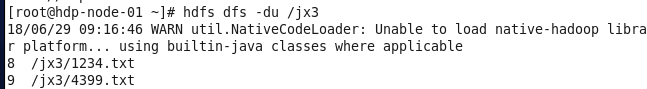 [root@hdp-node-01 ~]# hdfs dfs -du /jx3
18/06/29 09:16:46 WARN util.NativeCodeLoader: Unable to load native-hadoop libra
r platform... using builtin-java classes where applicable
8  /jx3/1234.txt
9  /jx3/4399.txt